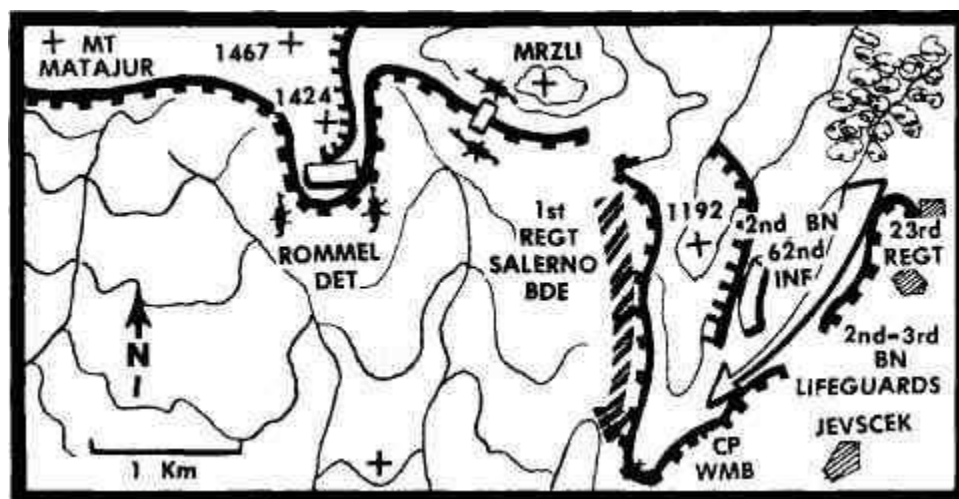 MT
MATAJUR
1467
1424
MRZLI
ROMMEL
DET
1st
REGT
SALERNO
BDE
1192
2nd BN
62nd
INF
23rd
REGT
2nd-3rd
BN
LIFEGUARDS
JEVSCEK
CP
WMB
N
1 Km